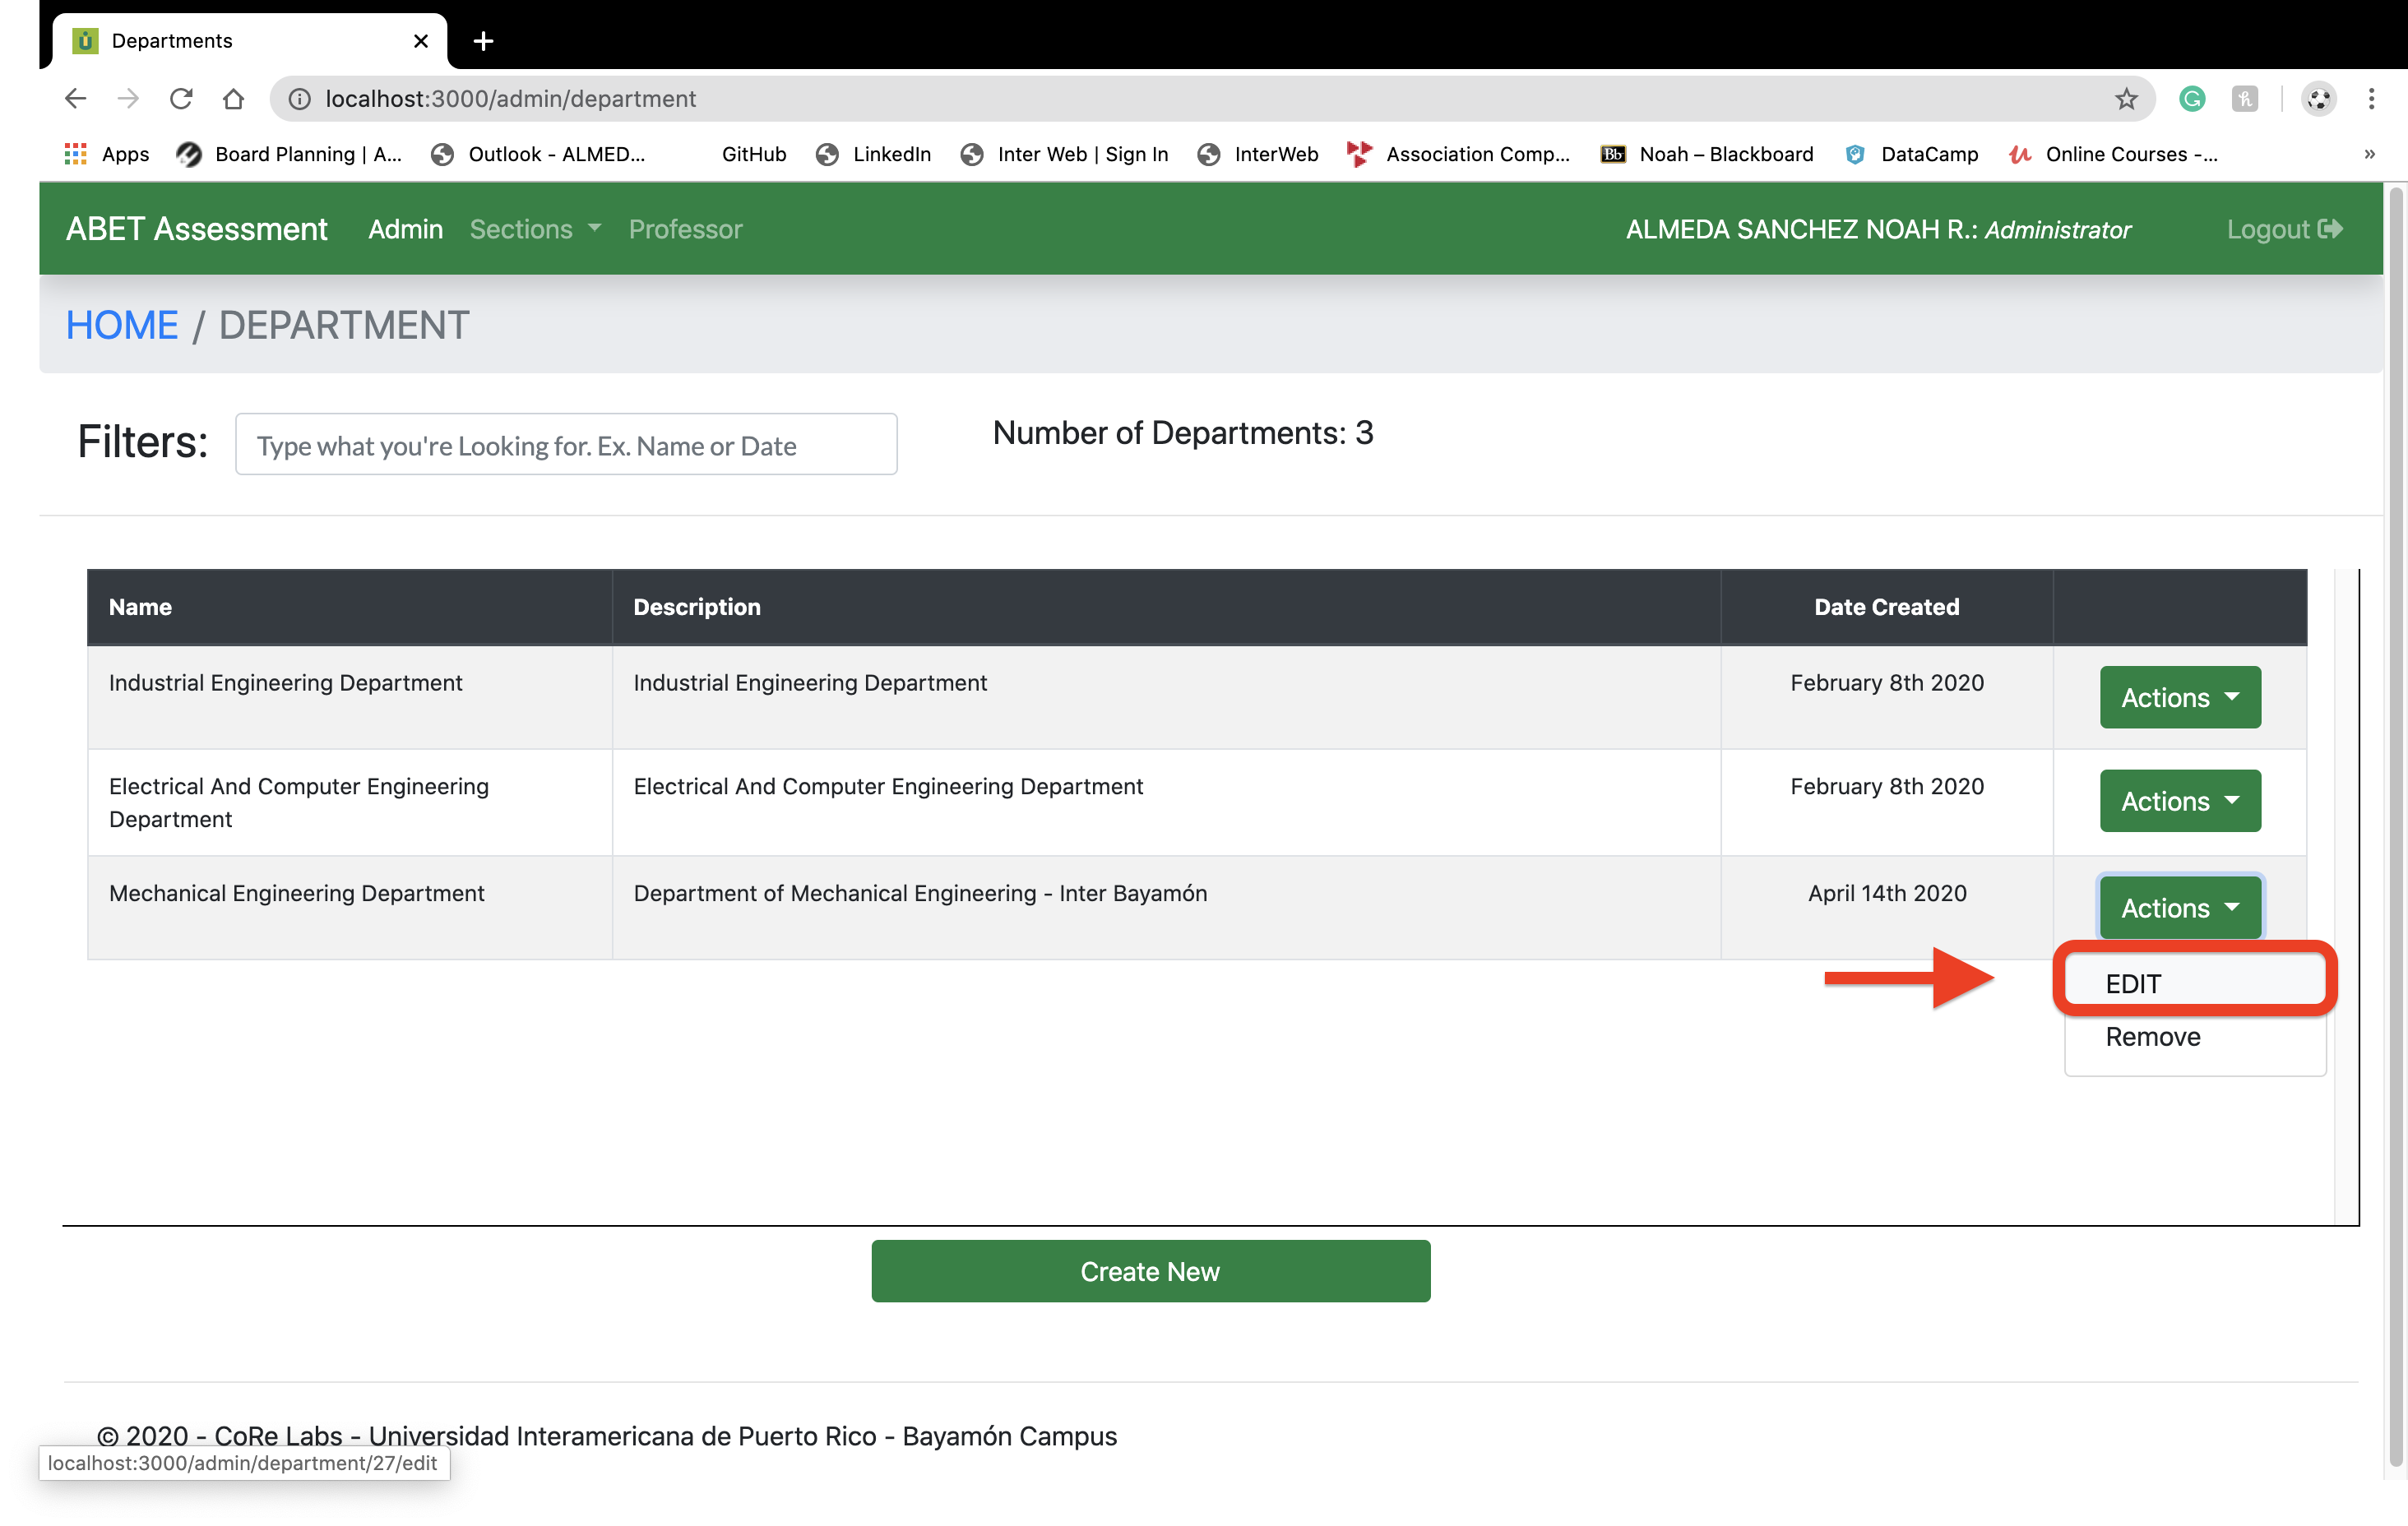 Departments
localhost:3000/admin/department
Apps Board Planning | A... Outlook - ALMED... GitHub LinkedIn Inter Web | Sign In InterWeb Association Comp... Bb Noah – Blackboard DataCamp Online Courses -... »
ABET Assessment Admin Sections Professor ALMEDA SANCHEZ NOAH R.: Administrator Logout
HOME / DEPARTMENT
Filters: Type what you're Looking for. Ex. Name or Date Number of Departments: 3
Name Description Date Created
Industrial Engineering Department Industrial Engineering Department February 8th 2020 Actions
Electrical And Computer Engineering Electrical And Computer Engineering Department February 8th 2020 Actions
Department
Mechanical Engineering Department Department of Mechanical Engineering - Inter Bayamón April 14th 2020 Actions
EDIT
Remove
Create New
© 2020 - CoRe Labs - Universidad Interamericana de Puerto Rico - Bayamón Campus
localhost:3000/admin/department/27/edit